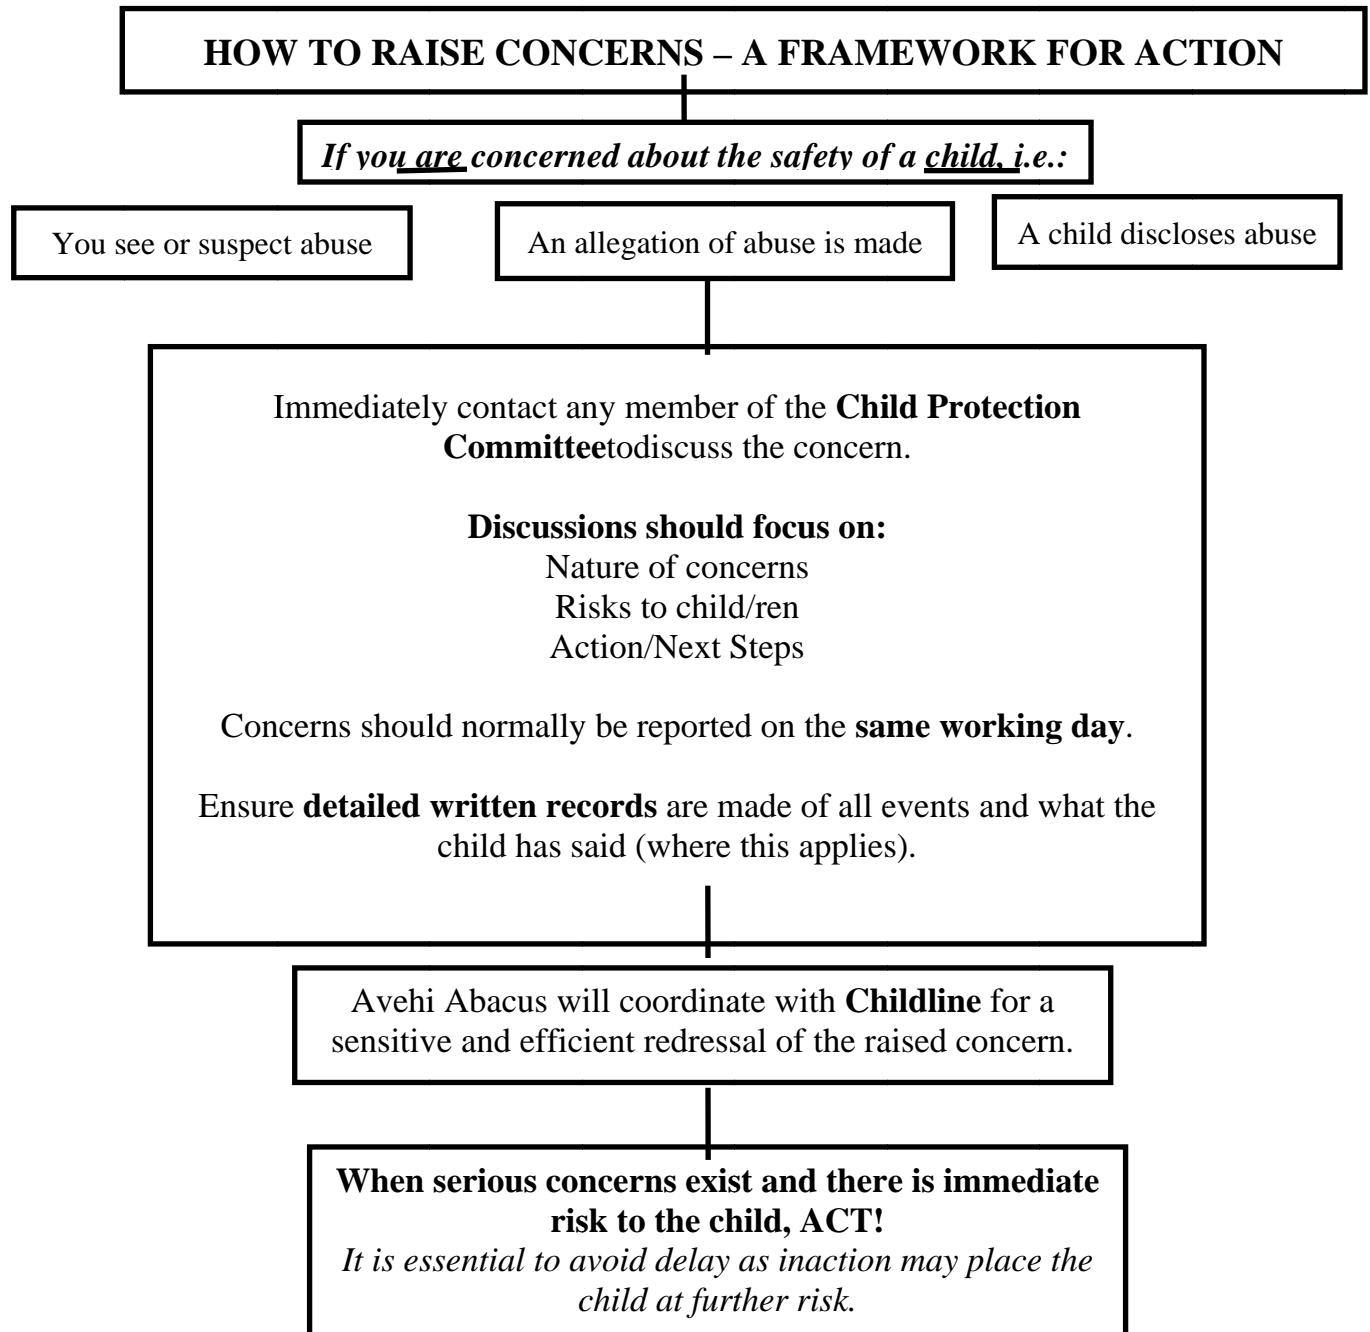 HOW TO RAISE CONCERNS – A FRAMEWORK FOR ACTION
If you are concerned about the safety of a child, i.e.:
You see or suspect abuse
An allegation of abuse is made
A child discloses abuse
Immediately contact any member of the Child Protection
Committeetodiscuss the concern.
Discussions should focus on:
Nature of concerns
Risks to child/ren
Action/Next Steps
Concerns should normally be reported on the same working day.
Ensure detailed written records are made of all events and what the
child has said (where this applies).
Avehi Abacus will coordinate with Childline for a
sensitive and efficient redressal of the raised concern.
When serious concerns exist and there is immediate
risk to the child, ACT!
It is essential to avoid delay as inaction may place the
child at further risk.